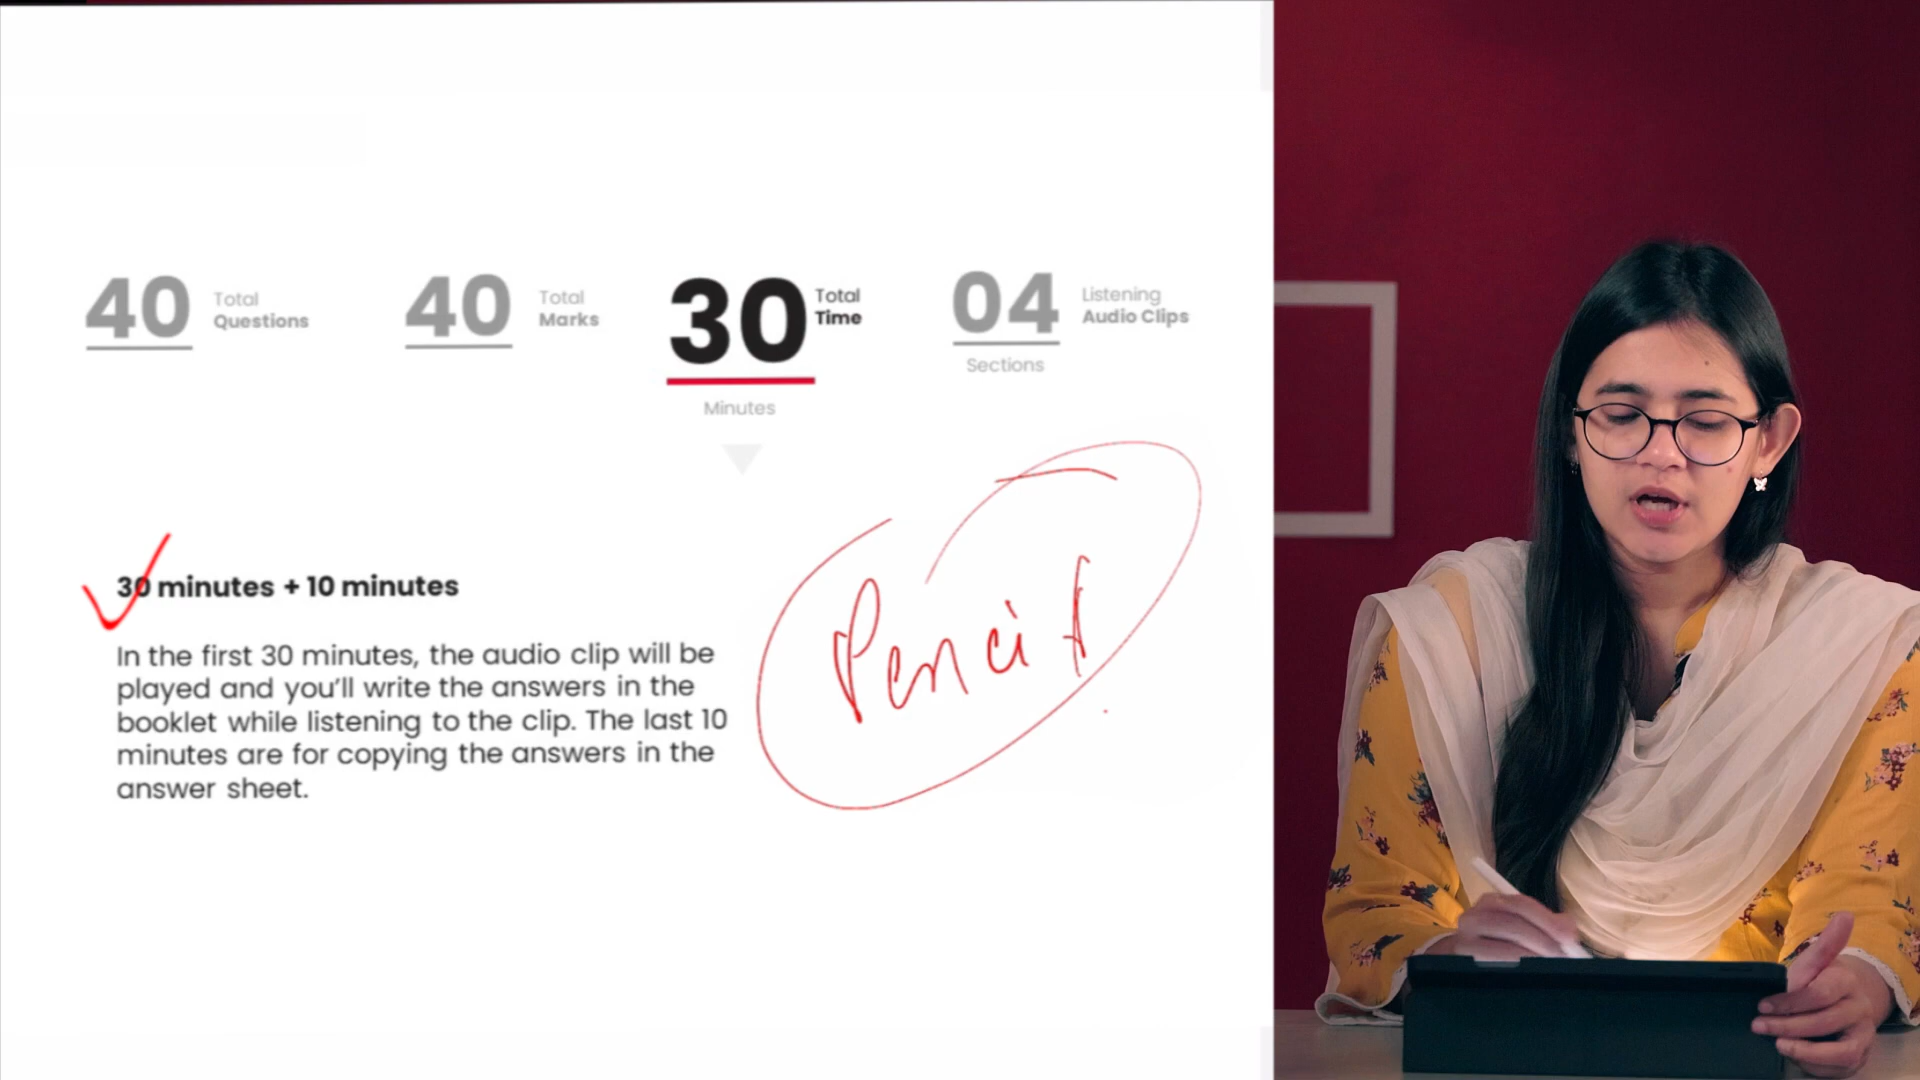 40 Total Questions
40 Total Marks
30 Total Time
Minutes
04 Listening Audio Clips
Sections
30 minutes + 10 minutes
In the first 30 minutes, the audio clip will be
played and you'll write the answers in the
booklet while listening to the clip. The last 10
minutes are for copying the answers in the
answer sheet.
Pencil